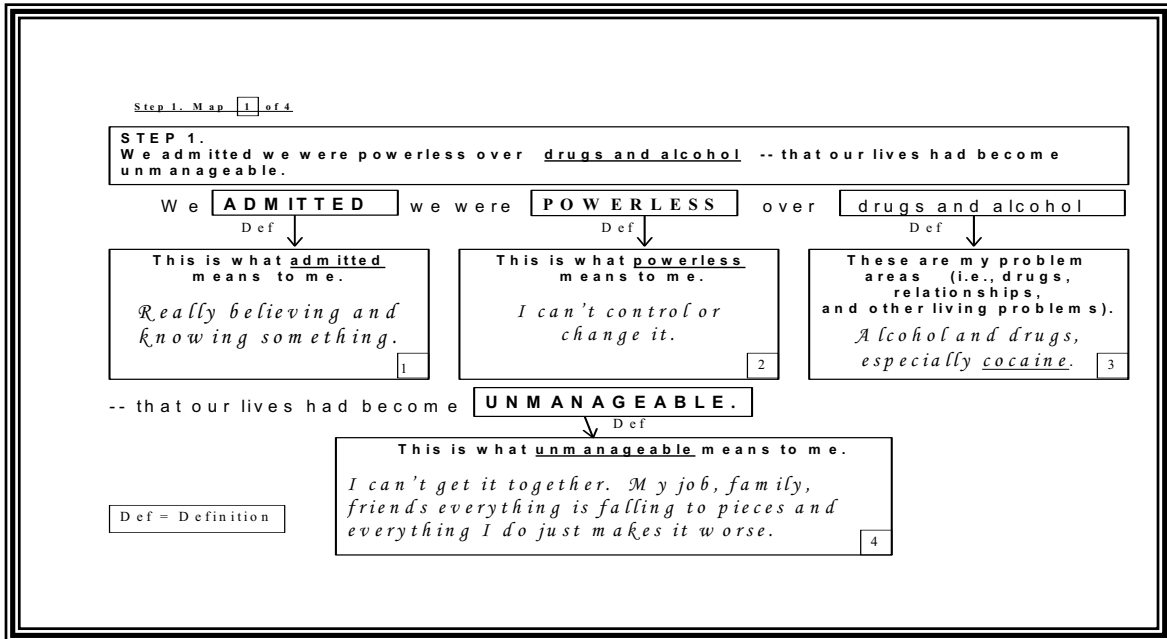 Step 1. Map 1 of 4
STEP 1.
We admitted we were powerless over drugs and alcohol -- that our lives had become
unmanageable.
We ADMITTED we were POWERLESS over drugs and alcohol
Def Def Def
This is what admitted
means to me.
Really believing and
knowing something.
1
This is what powerless
means to me.
I can't control or
change it.
2
These are my problem
areas (i.e., drugs,
relationships,
and other living problems).
Alcohol and drugs,
especially cocaine.
3
-- that our lives had become UNMANAGEABLE.
Def
This is what unmanageable means to me.
I can't get it together. My job, family,
friends everything is falling to pieces and
everything I do just makes it worse.
4
Def = Definition